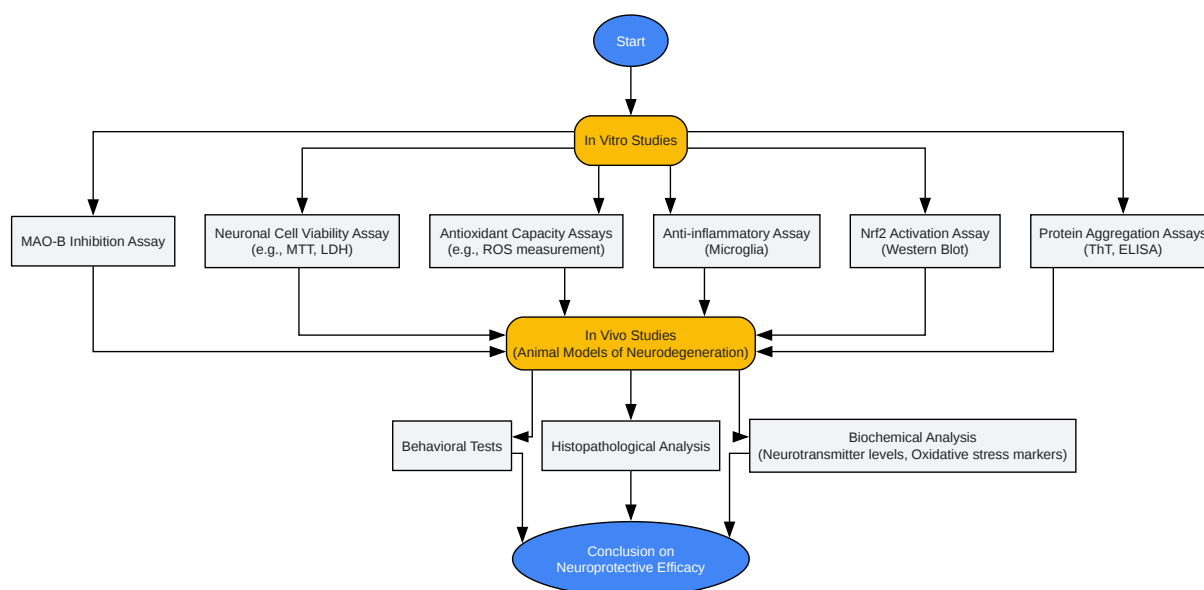 Start
In Vitro Studies
MAO-B Inhibition Assay
Neuronal Cell Viability Assay
(e.g., MTT, LDH)
Antioxidant Capacity Assays
(e.g., ROS measurement)
Anti-inflammatory Assay
(Microglia)
Nrf2 Activation Assay
(Western Blot)
Protein Aggregation Assays
(ThT, ELISA)
In Vivo Studies
(Animal Models of Neurodegeneration)
Behavioral Tests
Histopathological Analysis
Biochemical Analysis
(Neurotransmitter levels, Oxidative stress markers)
Conclusion on
Neuroprotective Efficacy